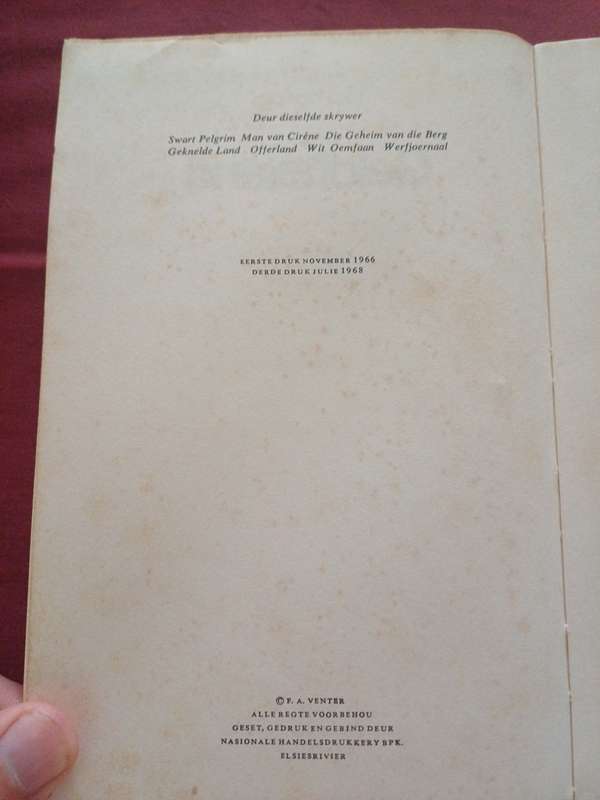 Deur dieselfde skrywer
Swart Pelgrim Man van Ciréne Die Geheim van die Berg
Geknelde Land Offerland Wit Oemfaan Werfjoernaal
EERSTE DRUK NOVEMBER 1966
DERDE DRUK JULIE 1968
© F. A. VENTER
ALLE REGTE VOORBEHOU
GESET, GEDRUK EN GEBIND DEUR
NASIONALE HANDELSDRUKKERY BPK.
ELSIESRIVIER